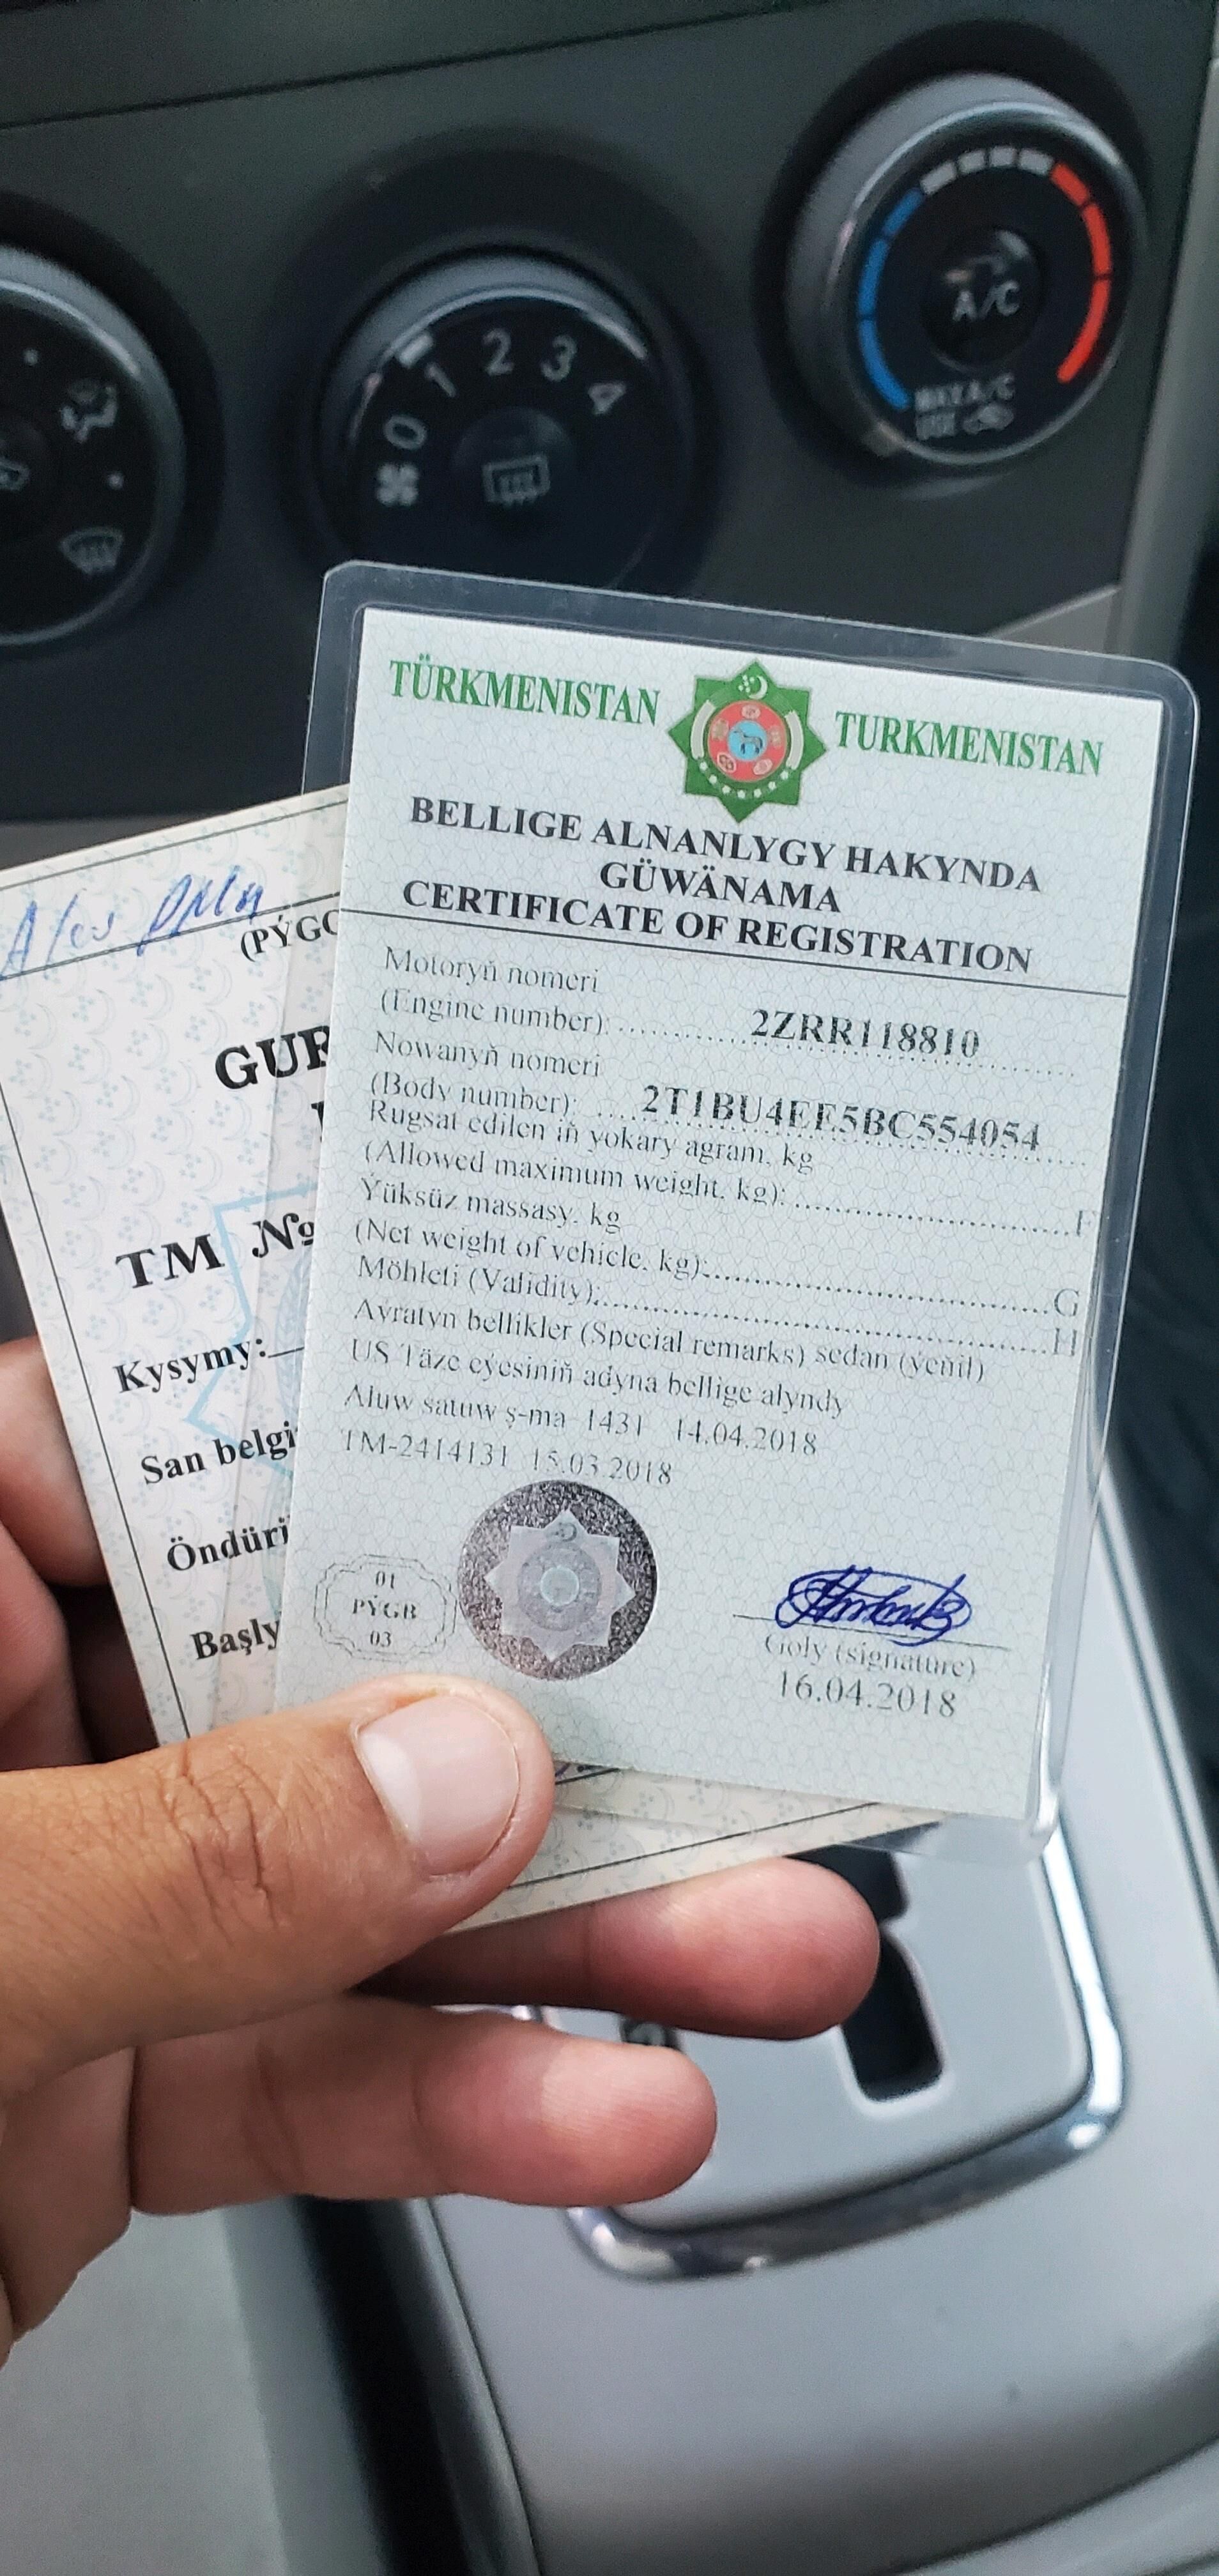 0 1 2 3 4
A/C
MAX A/C
USE
TÜRKMENISTAN TURKMENISTAN
BELLIGE ALNANLYGY HAKYNDA
GÜWÄNAMA
CERTIFICATE OF REGISTRATION
Motoryň nomeri
(Engine number):............2ZRR118810............
Nowanyň nomeri
(Body number): ....2T1BU4EE5BC554054....
Rugsat edilen iň yokary agram, kg
(Allowed maximum weight, kg):..............................F
Ýüksüz massasy, kg
(Net weight of vehicle, kg):..............................G
Möhleti (Validity):..............................H
Aýratyn bellikler (Special remarks) sedan (ýeňil)
US Täze eýesiniň adyna bellige alyndy
Aluw satuw ş-ma 1431 14.04.2018
TM-2414131 15.03.2018
01
PÝGB
03
Goly (signature)
16.04.2018
(PÝGG
GUR
TM №
Kysymy:
San belgi
Öndüri
Başly